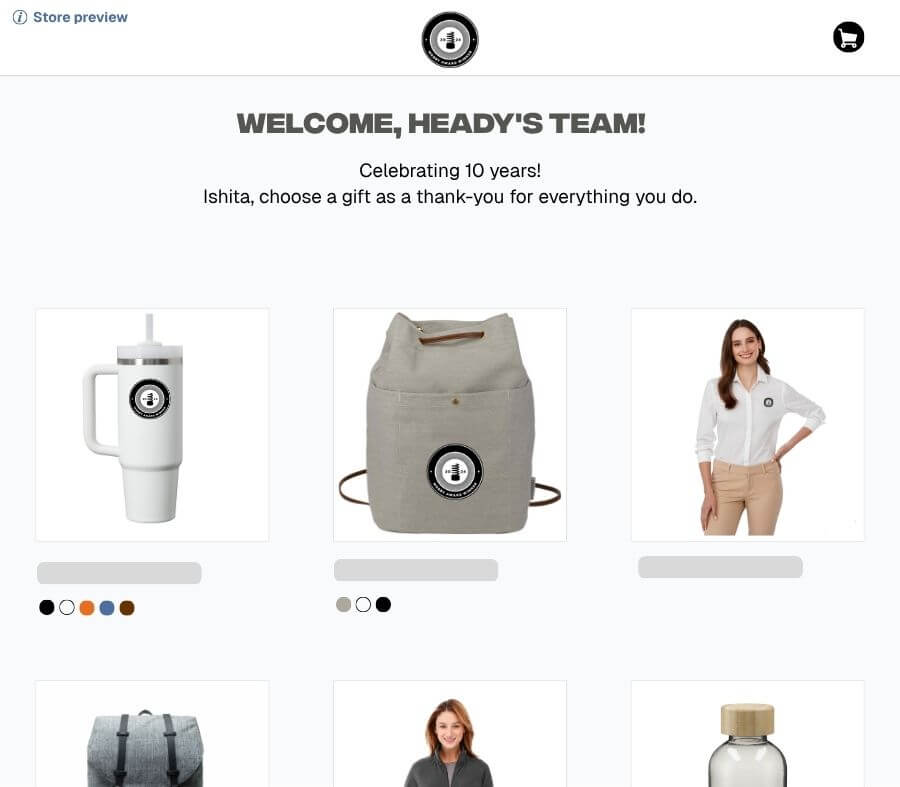 Store preview
WELCOME, HEADY'S TEAM!
Celebrating 10 years!
Ishita, choose a gift as a thank-you for everything you do.